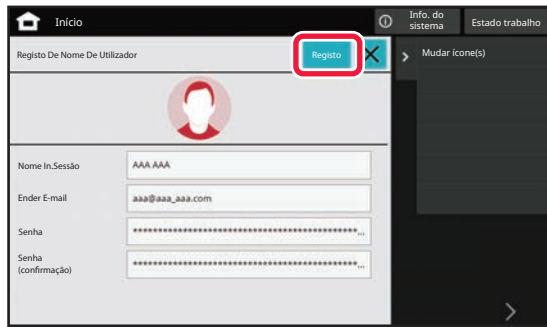 Início
Info. do
sistema
Estado trabalho
Registo De Nome De Utilizador
Registo
Mudar ícone(s)
Nome In.Sessão
AAA AAA
Ender E-mail
aaa@aaa_aaa.com
Senha
**************************************************...
Senha
(confirmação)
**************************************************...